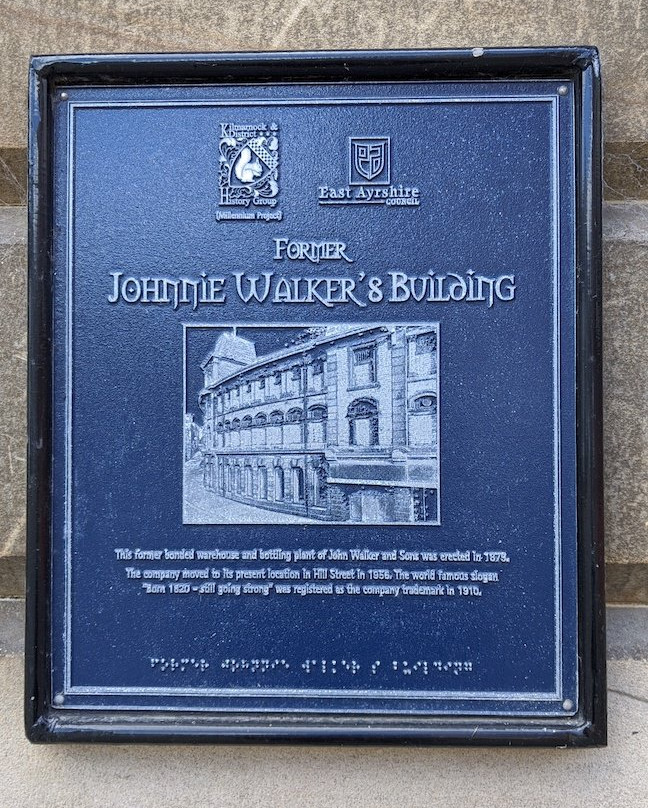 Kilmarnock &
District
History Group
(Millennium Project)
East Ayrshire
COUNCIL
FORMER
JOHNNIE WALKER'S BUILDING
This former bonded warehouse and bottling plant of John Walker and Sons was erected in 1879.
The company moved to its present location in Hill Street in 1956. The world famous slogan
"Born 1820 - still going strong" was registered as the company trademark in 1910.